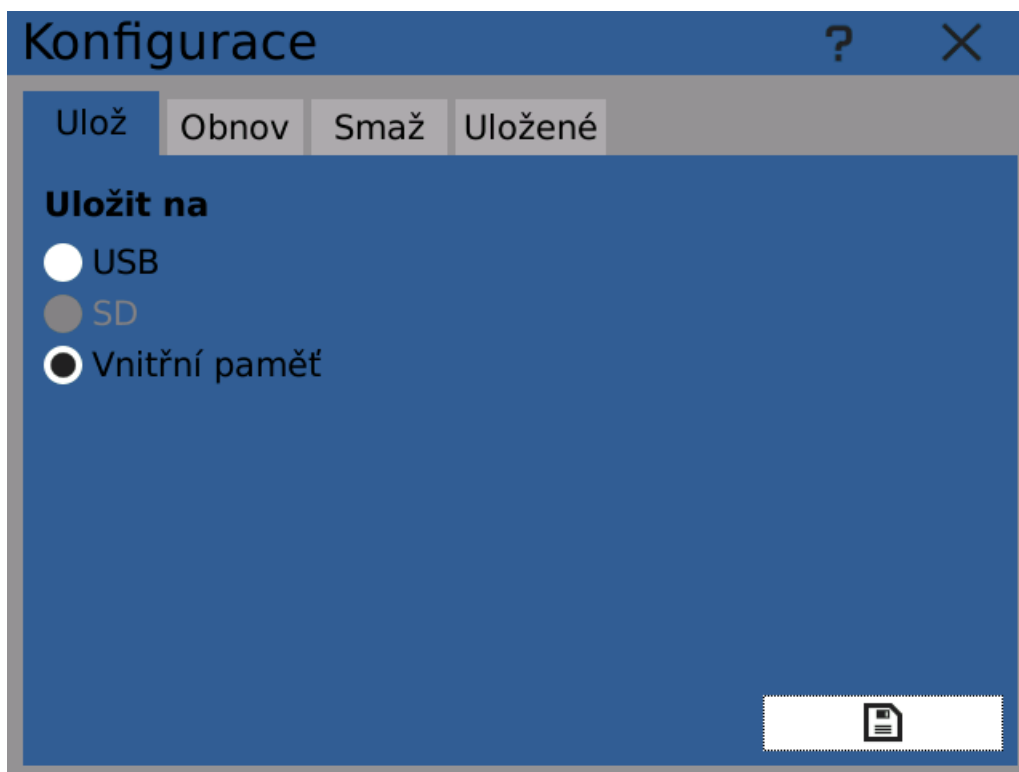 Konfigurace ?
Ulož Obnov Smaž Uložené
Uložit na
USB
SD
Vnitřní paměť